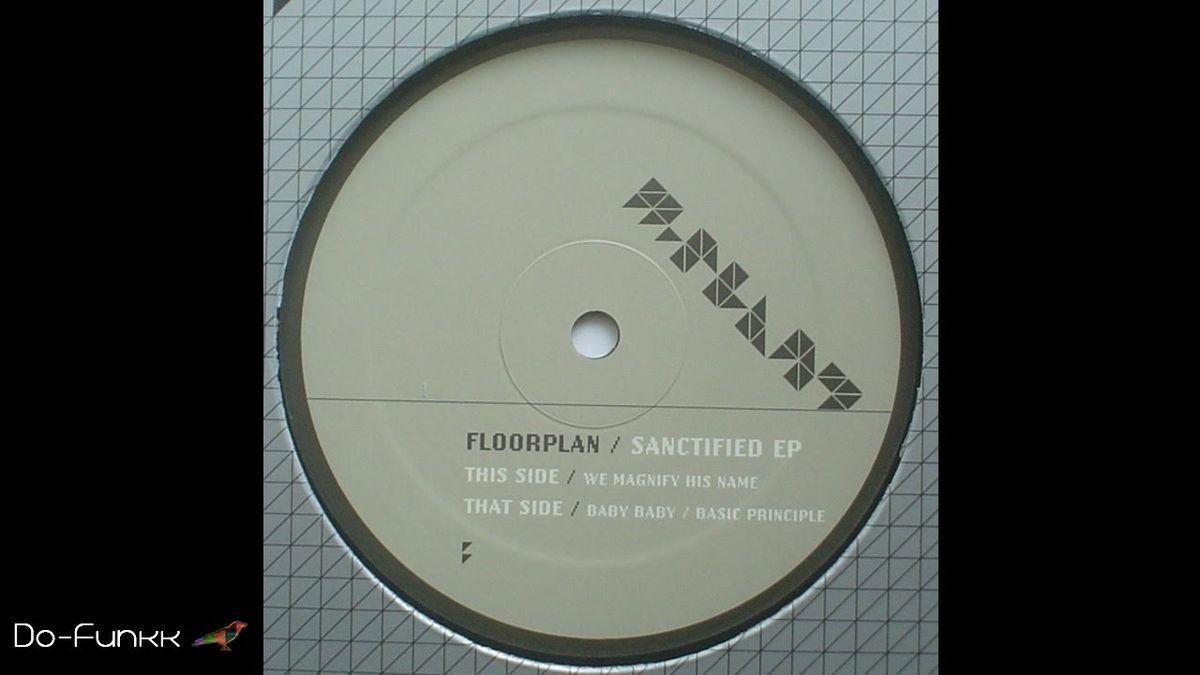 FLOORPLAN / SANCTIFIED EP
THIS SIDE / WE MAGNIFY HIS NAME
THAT SIDE / BABY BABY / BASIC PRINCIPLE
Do-Funkk